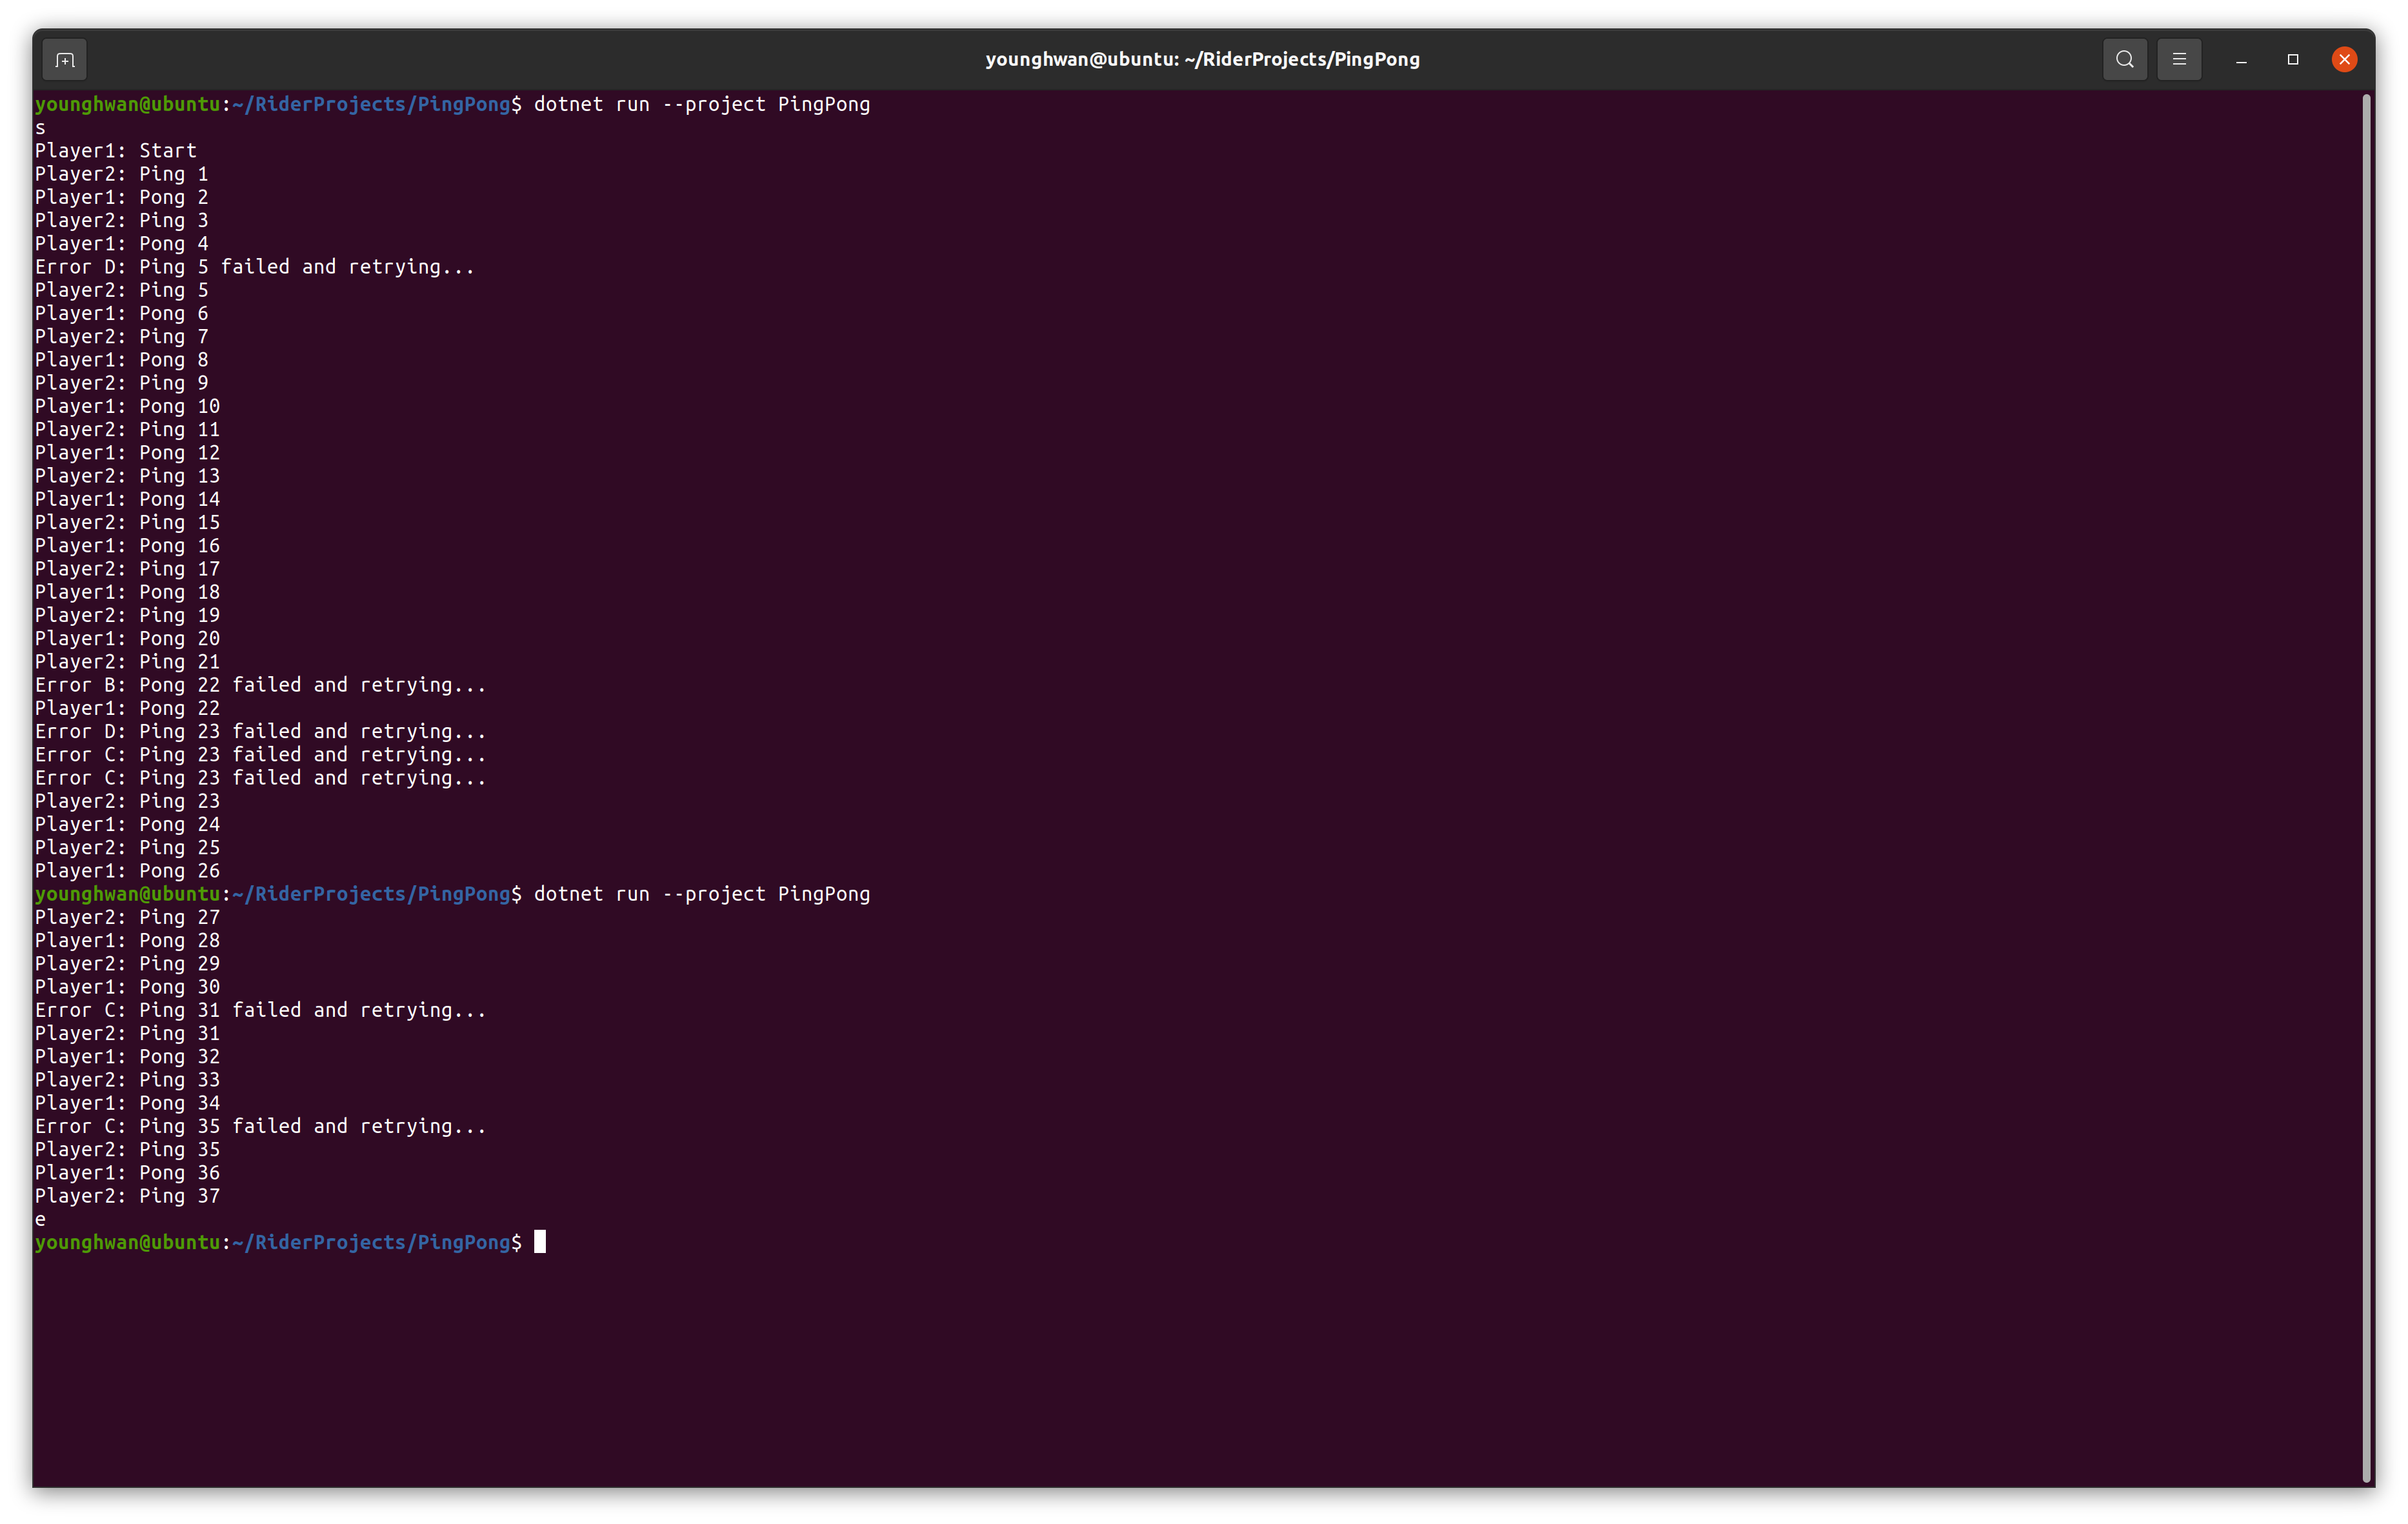 younghwan@ubuntu: ~/RiderProjects/PingPong
younghwan@ubuntu:~/RiderProjects/PingPong$ dotnet run --project PingPong
s
Player1: Start
Player2: Ping 1
Player1: Pong 2
Player2: Ping 3
Player1: Pong 4
Error D: Ping 5 failed and retrying...
Player2: Ping 5
Player1: Pong 6
Player2: Ping 7
Player1: Pong 8
Player2: Ping 9
Player1: Pong 10
Player2: Ping 11
Player1: Pong 12
Player2: Ping 13
Player1: Pong 14
Player2: Ping 15
Player1: Pong 16
Player2: Ping 17
Player1: Pong 18
Player2: Ping 19
Player1: Pong 20
Player2: Ping 21
Error B: Pong 22 failed and retrying...
Player1: Pong 22
Error D: Ping 23 failed and retrying...
Error C: Ping 23 failed and retrying...
Error C: Ping 23 failed and retrying...
Player2: Ping 23
Player1: Pong 24
Player2: Ping 25
Player1: Pong 26
younghwan@ubuntu:~/RiderProjects/PingPong$ dotnet run --project PingPong
Player2: Ping 27
Player1: Pong 28
Player2: Ping 29
Player1: Pong 30
Error C: Ping 31 failed and retrying...
Player2: Ping 31
Player1: Pong 32
Player2: Ping 33
Player1: Pong 34
Error C: Ping 35 failed and retrying...
Player2: Ping 35
Player1: Pong 36
Player2: Ping 37
e
younghwan@ubuntu:~/RiderProjects/PingPong$